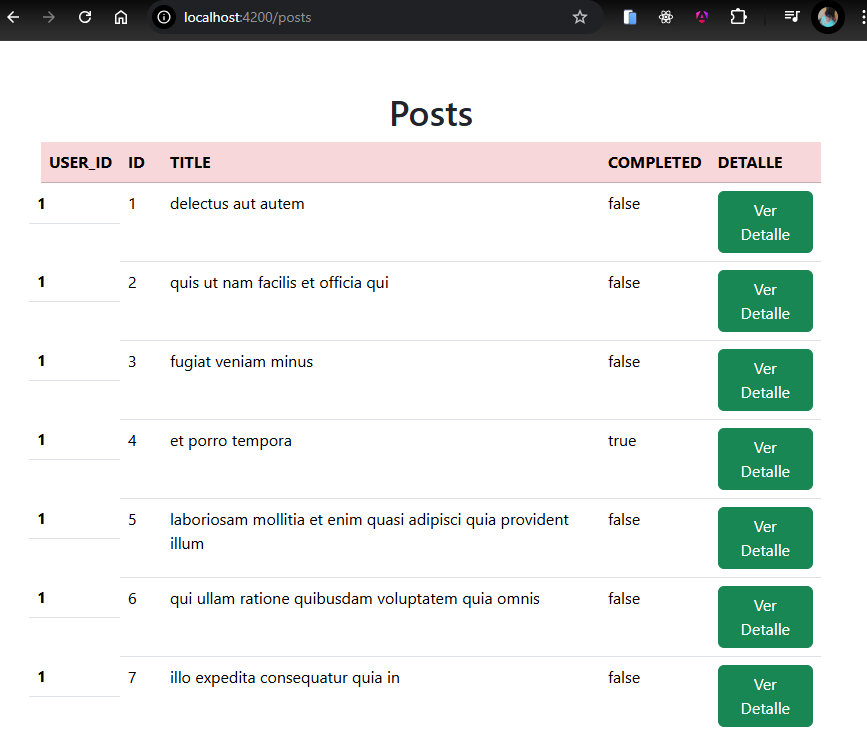 localhost:4200/posts
Posts
USER_ID ID TITLE COMPLETED DETALLE
1 1 delectus aut autem false Ver
Detalle
1 2 quis ut nam facilis et officia qui false Ver
Detalle
1 3 fugiat veniam minus false Ver
Detalle
1 4 et porro tempora true Ver
Detalle
1 5 laboriosam mollitia et enim quasi adipisci quia provident false Ver
illum Detalle
1 6 qui ullam ratione quibusdam voluptatem quia omnis false Ver
Detalle
1 7 illo expedita consequatur quia in false Ver
Detalle